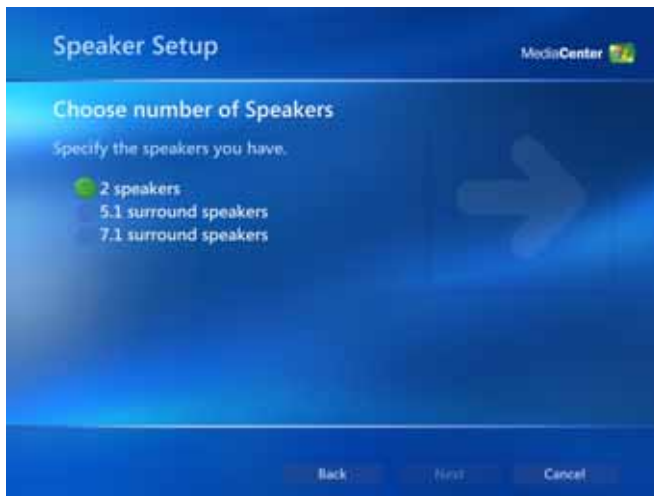 Speaker Setup
MediaCenter
Choose number of Speakers
Specify the speakers you have.
2 speakers
5.1 surround speakers
7.1 surround speakers
Back Next Cancel